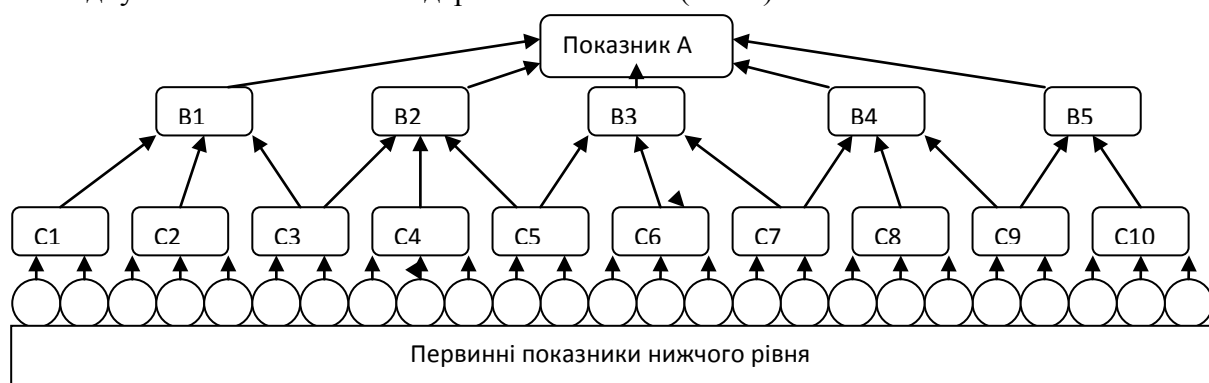 Показник А
В1
В2
В3
В4
В5
С1
С2
С3
С4
С5
С6
С7
С8
С9
С10
Первинні показники нижчого рівня